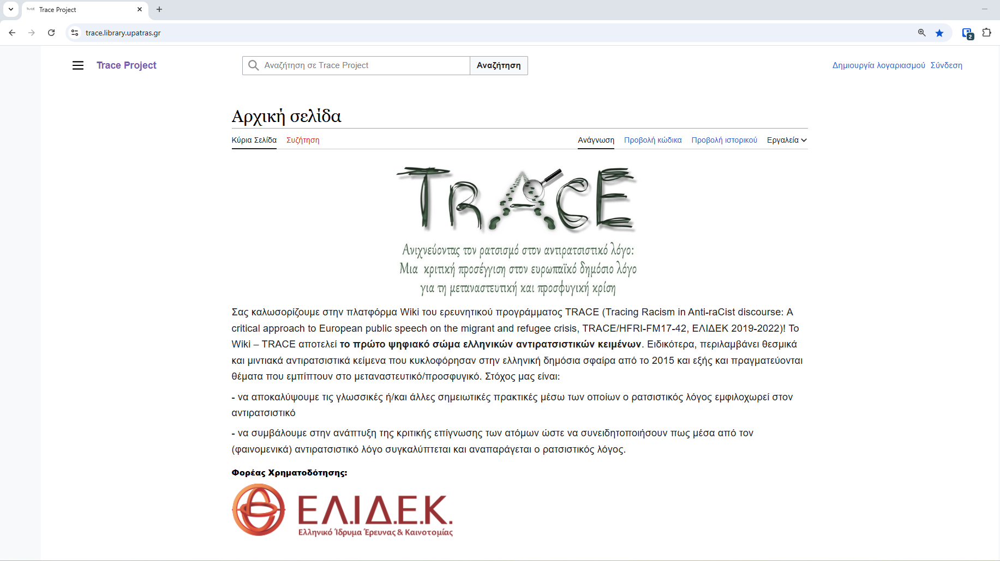 Trace Project
trace.library.upatras.gr
2
Trace Project
Αναζήτηση σε Trace Project
Αναζήτηση
Δημιουργία λογαριασμού Σύνδεση
Αρχική σελίδα
Κύρια Σελίδα Συζήτηση Ανάγνωση Προβολή κώδικα Προβολή ιστορικού Εργαλεία
TRACE
Ανιχνεύοντας τον ρατσισμό στον αντιρατσιστικό λόγο:
Μια κριτική προσέγγιση στον ευρωπαϊκό δημόσιο λόγο
για τη μεταναστευτική και προσφυγική κρίση
Σας καλωσορίζουμε στην πλατφόρμα Wiki του ερευνητικού προγράμματος TRACE (Tracing Racism in Anti-raCist discourse: A
critical approach to European public speech on the migrant and refugee crisis, TRACE/HFRI-FM17-42, ΕΛΙΔΕΚ 2019-2022)! Το
Wiki – TRACE αποτελεί το πρώτο ψηφιακό σώμα ελληνικών αντιρατσιστικών κειμένων. Ειδικότερα, περιλαμβάνει θεσμικά
και μιντιακά αντιρατσιστικά κείμενα που κυκλοφόρησαν στην ελληνική δημόσια σφαίρα από το 2015 και εξής και πραγματεύονται
θέματα που εμπίπτουν στο μεταναστευτικό/προσφυγικό. Στόχος μας είναι:
- να αποκαλύψουμε τις γλωσσικές ή/και άλλες σημειωτικές πρακτικές μέσω των οποίων ο ρατσιστικός λόγος εμφιλοχωρεί στον
αντιρατσιστικό
- να συμβάλουμε στην ανάπτυξη της κριτικής επίγνωσης των ατόμων ώστε να συνειδητοποιήσουν πως μέσα από τον
(φαινομενικά) αντιρατσιστικό λόγο συγκαλύπτεται και αναπαράγεται ο ρατσιστικός λόγος.
Φορέας Χρηματοδότησης:
ΕΛ.ΙΔ.Ε.Κ.
Ελληνικό Ίδρυμα Έρευνας & Καινοτομίας